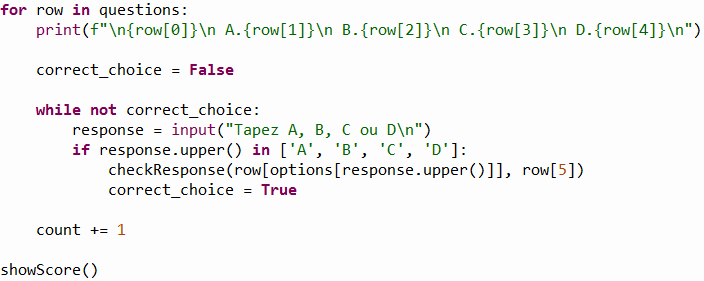 for row in questions:
    print(f"\n{row[0]}\n A.{row[1]}\n B.{row[2]}\n C.{row[3]}\n D.{row[4]}\n")
    correct_choice = False
    while not correct_choice:
        response = input("Tapez A, B, C ou D\n")
        if response.upper() in ['A', 'B', 'C', 'D']:
            checkResponse(row[options[response.upper()]], row[5])
            correct_choice = True
    count += 1
showScore()